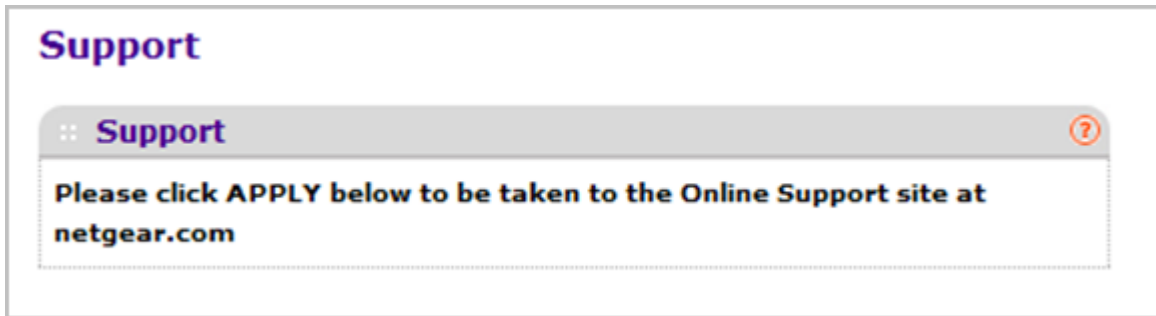 Support
Support
Please click APPLY below to be taken to the Online Support site at
netgear.com